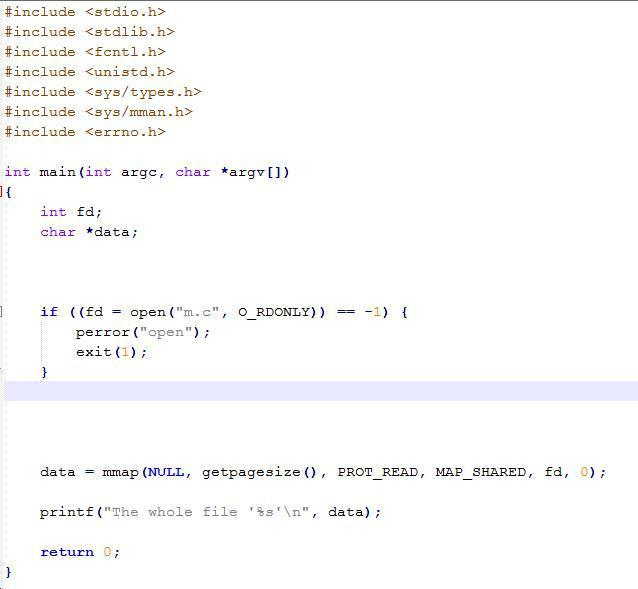 #include <stdio.h>
#include <stdlib.h>
#include <fcntl.h>
#include <unistd.h>
#include <sys/types.h>
#include <sys/mman.h>
#include <errno.h>
int main(int argc, char *argv[])
{
int fd;
char *data;
if ((fd = open("m.c", O_RDONLY)) == -1) {
perror("open");
exit(1);
}
data = mmap(NULL, getpagesize(), PROT_READ, MAP_SHARED, fd, 0);
printf("The whole file '%s'\n", data);
return 0;
}